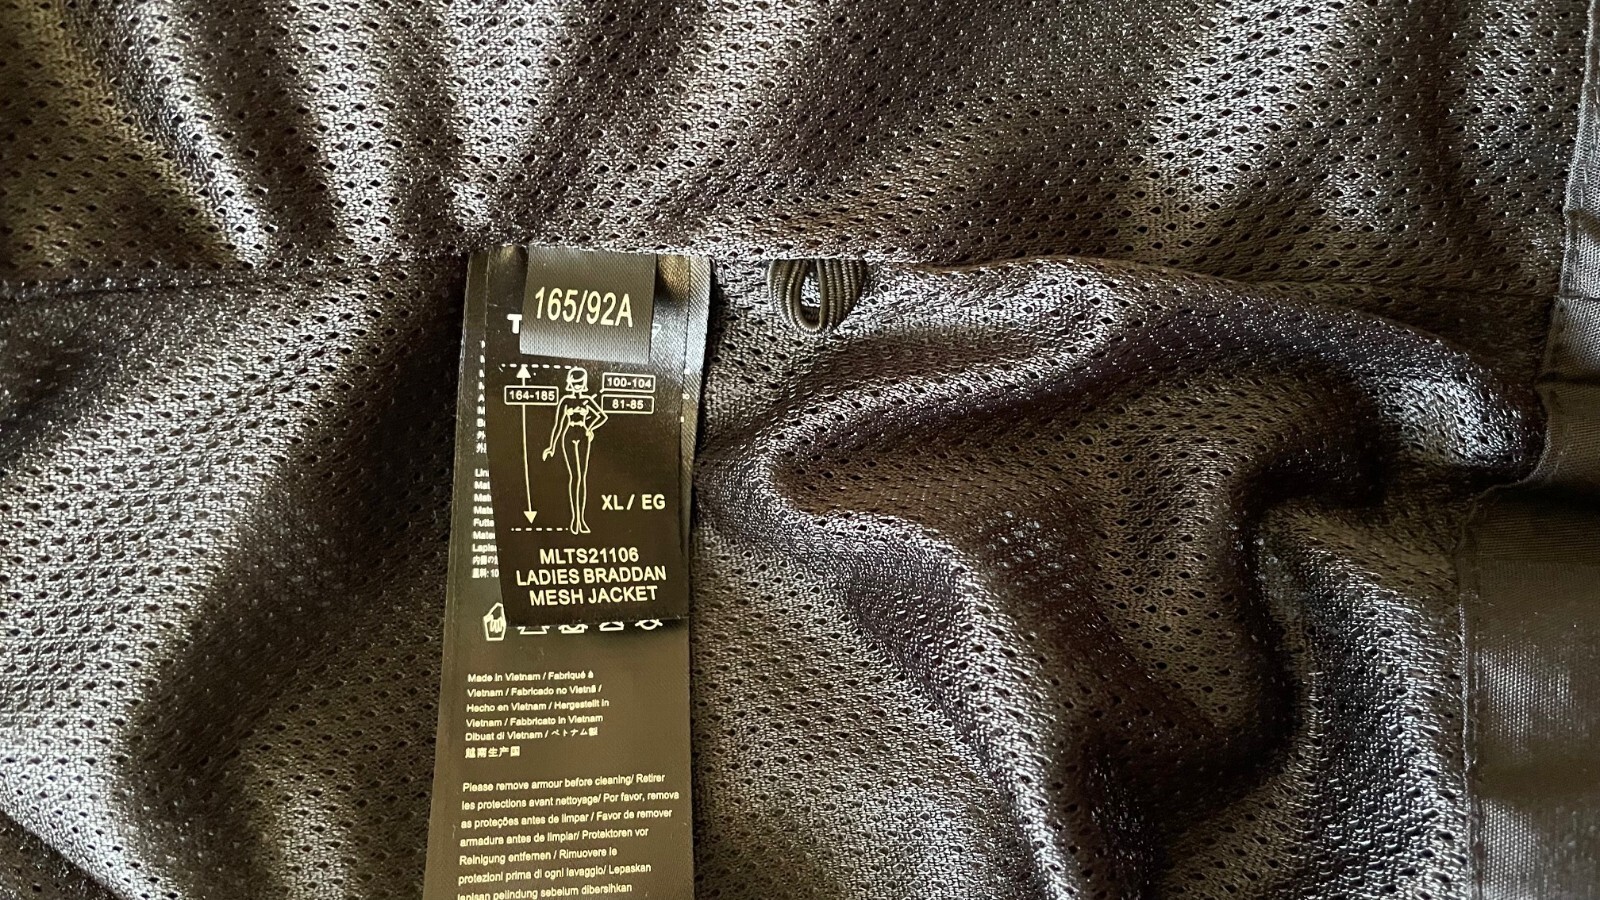 165/92A
T
164-185
100-104
81-85
XL / EG
MLTS21106
LADIES BRADDAN
MESH JACKET
Made in Vietnam / Fabriqué à
Vietnam / Fabricado no Vietnã /
Hecho en Vietnam / Hergestellt in
Vietnam / Fabbricato in Vietnam
Dibuat di Vietnam / ベトナム製
越南生产国
Please remove armour before cleaning/ Retirer
les protections avant nettoyage/ Por favor, remova
as proteções antes de limpar / Favor de remover
armadura antes de limpiar/ Protektoren vor
Reinigung entfernen / Rimuovere le
protezioni prima di ogni lavaggio/ Lepaskan
lapisan pelindung sebelum dibersihkan